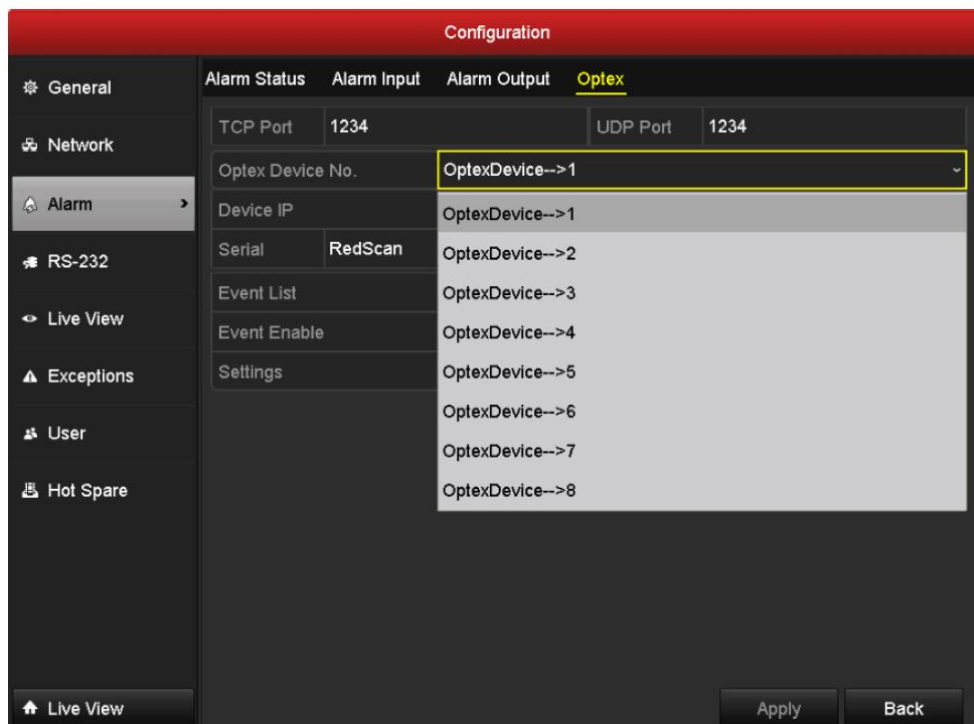 Configuration
General
Network
Alarm
RS-232
Live View
Exceptions
User
Hot Spare
Live View
Alarm Status Alarm Input Alarm Output Optex
TCP Port 1234 UDP Port 1234
Optex Device No. OptexDevice-->1
Device IP
Serial RedScan
Event List
Event Enable
Settings
OptexDevice-->1
OptexDevice-->2
OptexDevice-->3
OptexDevice-->4
OptexDevice-->5
OptexDevice-->6
OptexDevice-->7
OptexDevice-->8
Apply Back